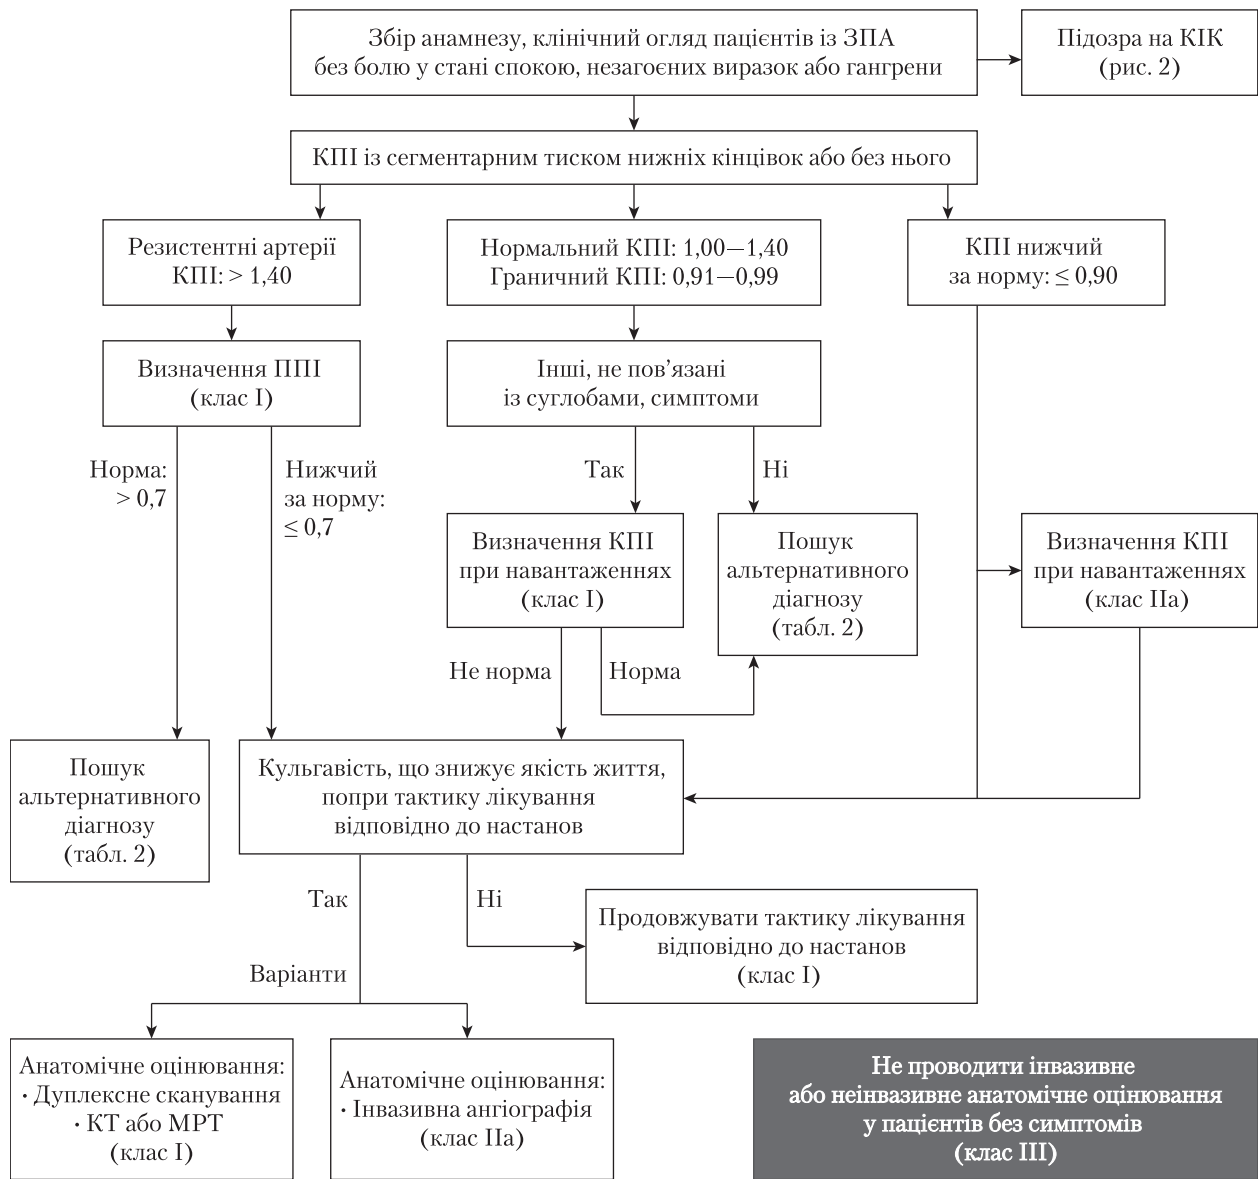 Збір анамнезу, клінічний огляд пацієнтів із ЗПА
без болю у стані спокою, незагоєних виразок або гангрени
Підозра на КІК
(рис. 2)
КПІ із сегментарним тиском нижніх кінцівок або без нього
Резистентні артерії
КПІ: > 1,40
Нормальний КПІ: 1,00—1,40
Граничний КПІ: 0,91—0,99
КПІ нижчий
за норму: ≤ 0,90
Визначення ППІ
(клас I)
Інші, не пов’язані
із суглобами, симптоми
Норма:
> 0,7
Нижчий
за норму:
≤ 0,7
Так
Ні
Визначення КПІ
при навантаженнях
(клас I)
Пошук
альтернативного
діагнозу
(табл. 2)
Визначення КПІ
при навантаженнях
(клас IIа)
Не норма
Норма
Пошук
альтернативного
діагнозу
(табл. 2)
Кульгавість, що знижує якість життя,
попри тактику лікування
відповідно до настанов
Так
Ні
Продовжувати тактику лікування
відповідно до настанов
(клас I)
Варіанти
Анатомічне оцінювання:
· Дуплексне сканування
· КТ або МРТ
(клас I)
Анатомічне оцінювання:
· Інвазивна ангіографія
(клас IIа)
Не проводити інвазивне
або неінвазивне анатомічне оцінювання
у пацієнтів без симптомів
(клас III)